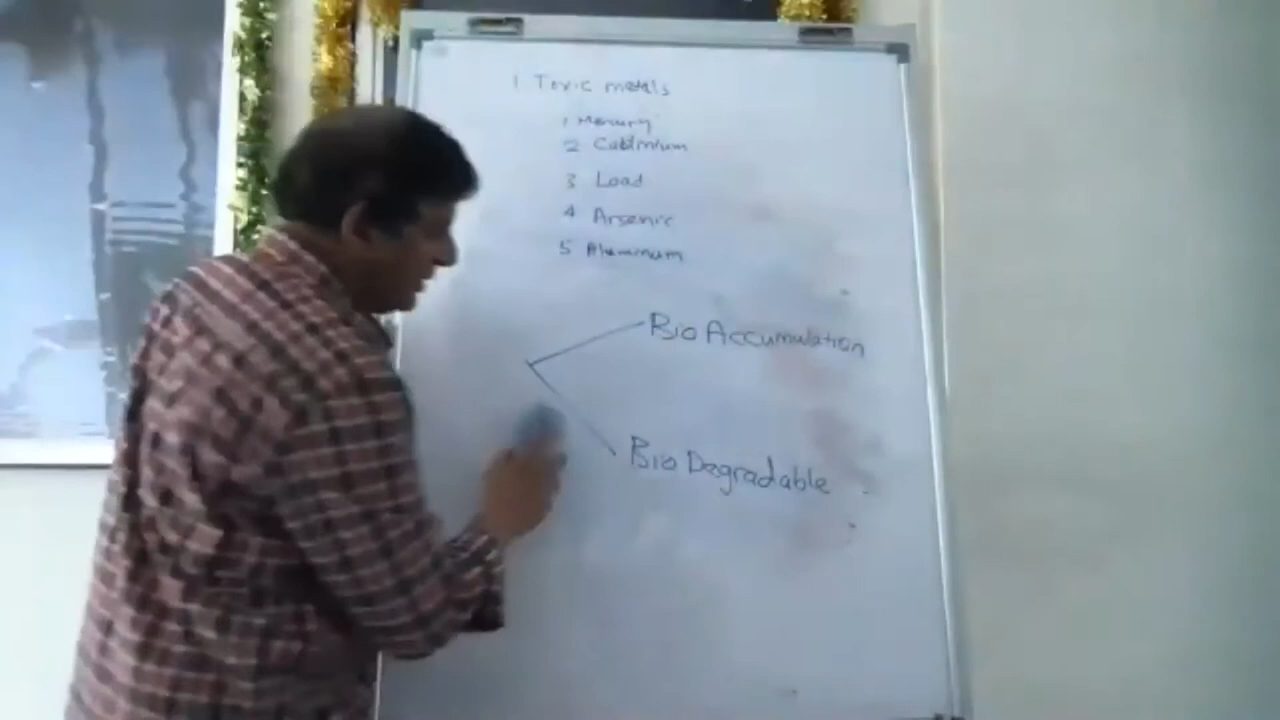 1 Toxic metals
1 Mercury
2 Cadmium
3 Lead
4 Arsenic
5 Aluminum
Bio Accumulation
Bio Degradable